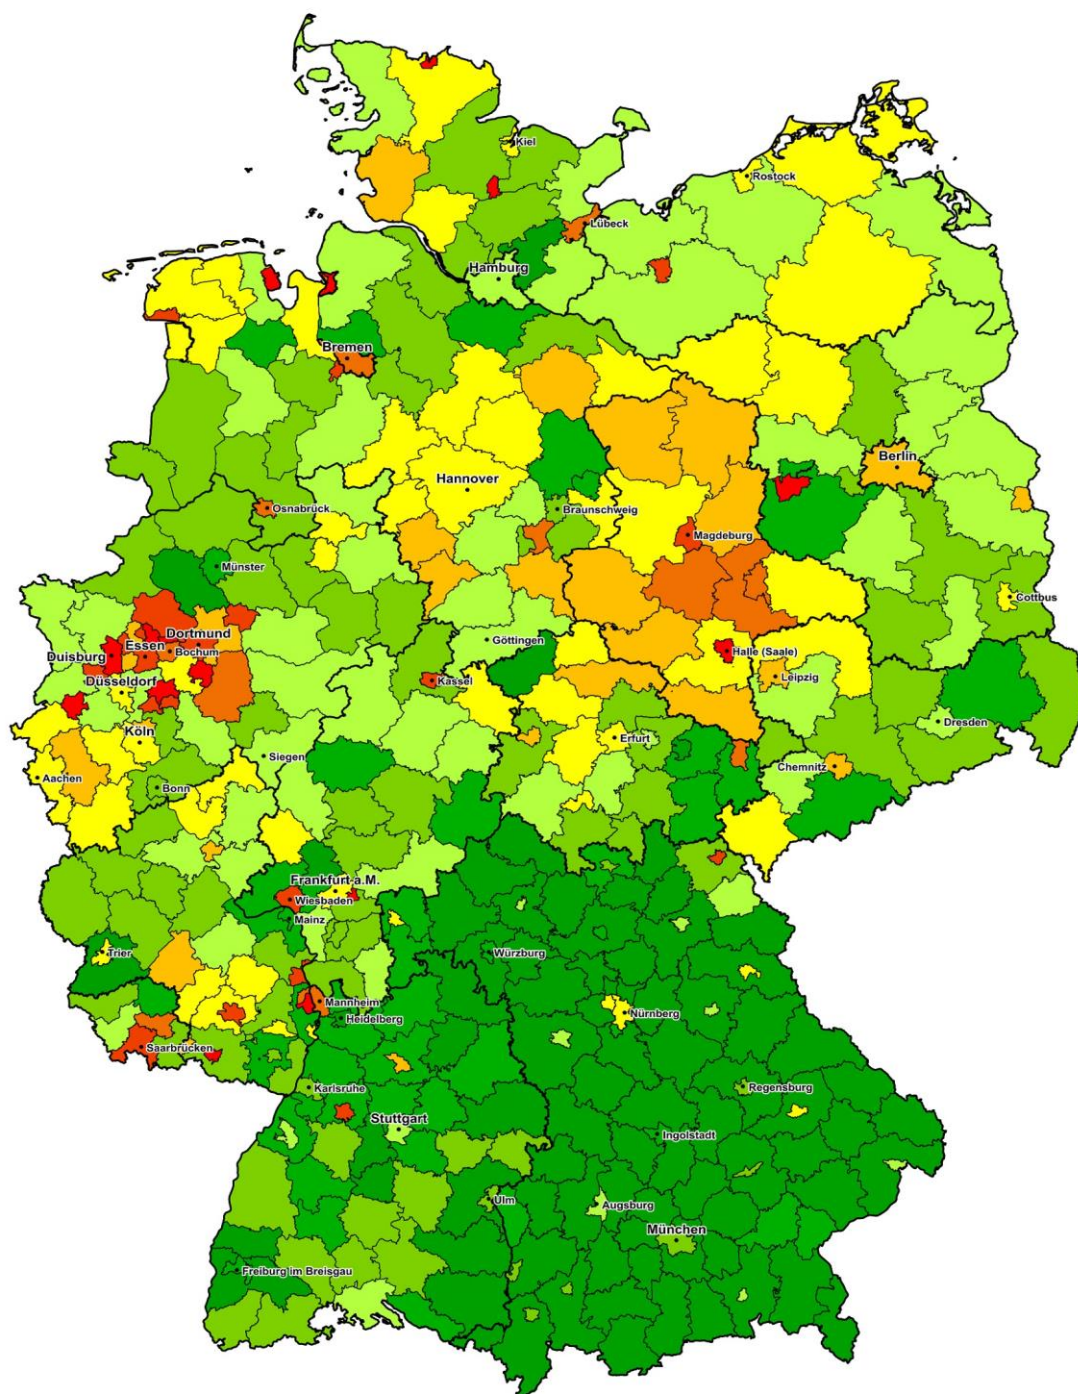 Kiel
Rostock
Lübeck
Hamburg
Bremen
Berlin
Hannover
Osnabrück
Braunschweig
Magdeburg
Münster
Cottbus
Dortmund
Essen
Bochum
Duisburg
Göttingen
Halle (Saale)
Leipzig
Kassel
Düsseldorf
Dresden
Köln
Erfurt
Siegen
Chemnitz
Aachen
Bonn
Frankfurt a.M.
Wiesbaden
Mainz
Trier
Würzburg
Mannheim
Nürnberg
Heidelberg
Saarbrücken
Karlsruhe
Regensburg
Stuttgart
Ingolstadt
Ulm
Augsburg
München
Freiburg im Breisgau